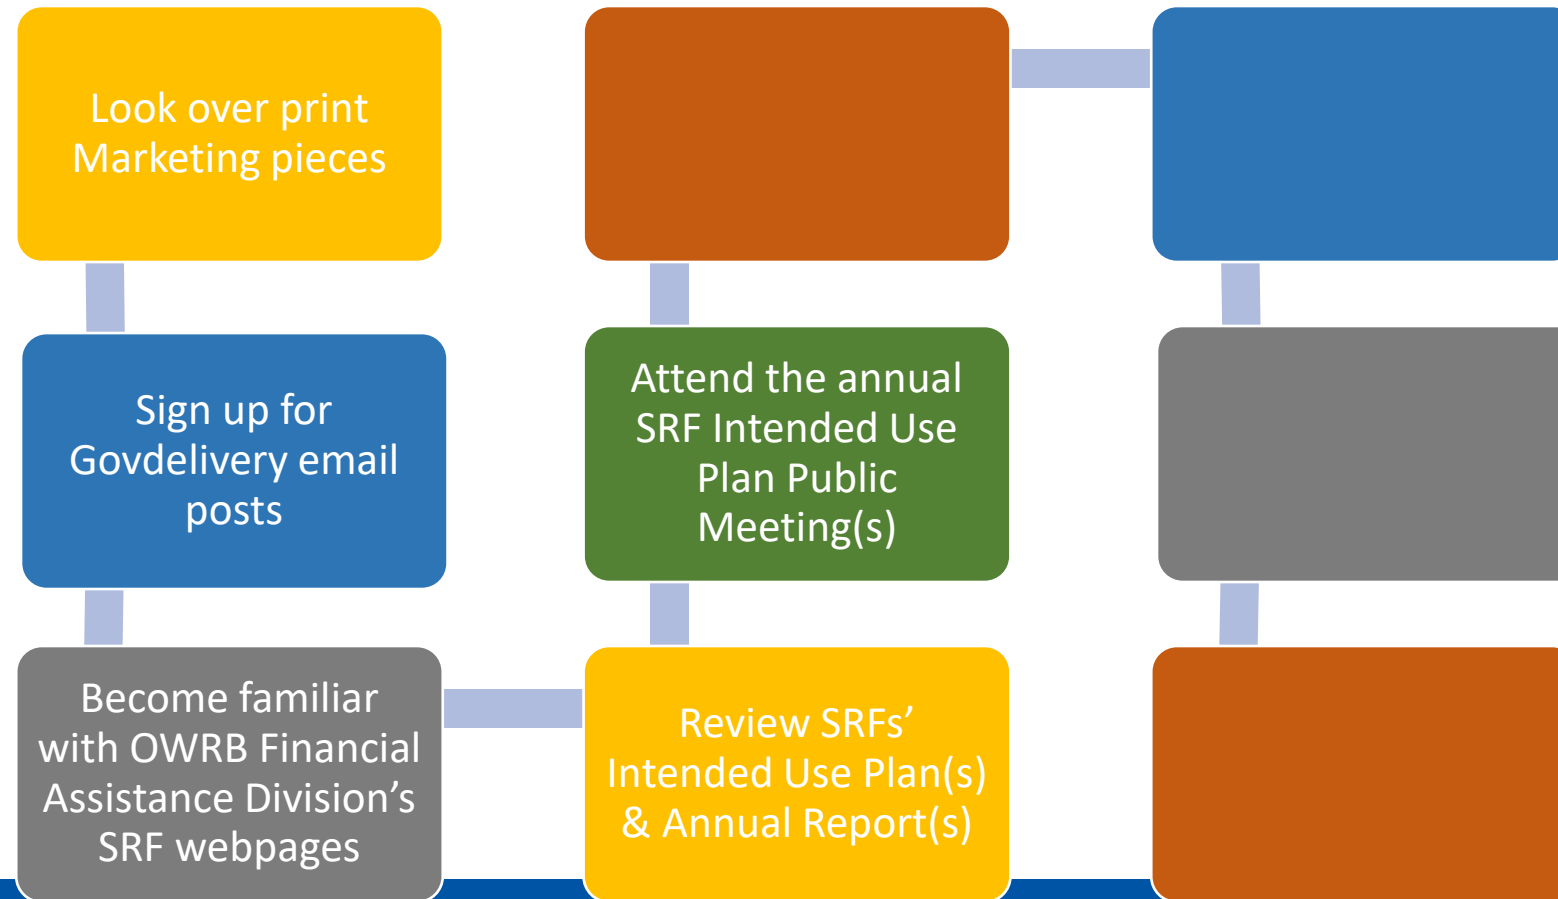 Look over print
Marketing pieces
Sign up for
Govdelivery email
posts
Become familiar
with OWRB Financial
Assistance Division’s
SRF webpages
Review SRFs’
Intended Use Plan(s)
& Annual Report(s)
Attend the annual
SRF Intended Use
Plan Public
Meeting(s)